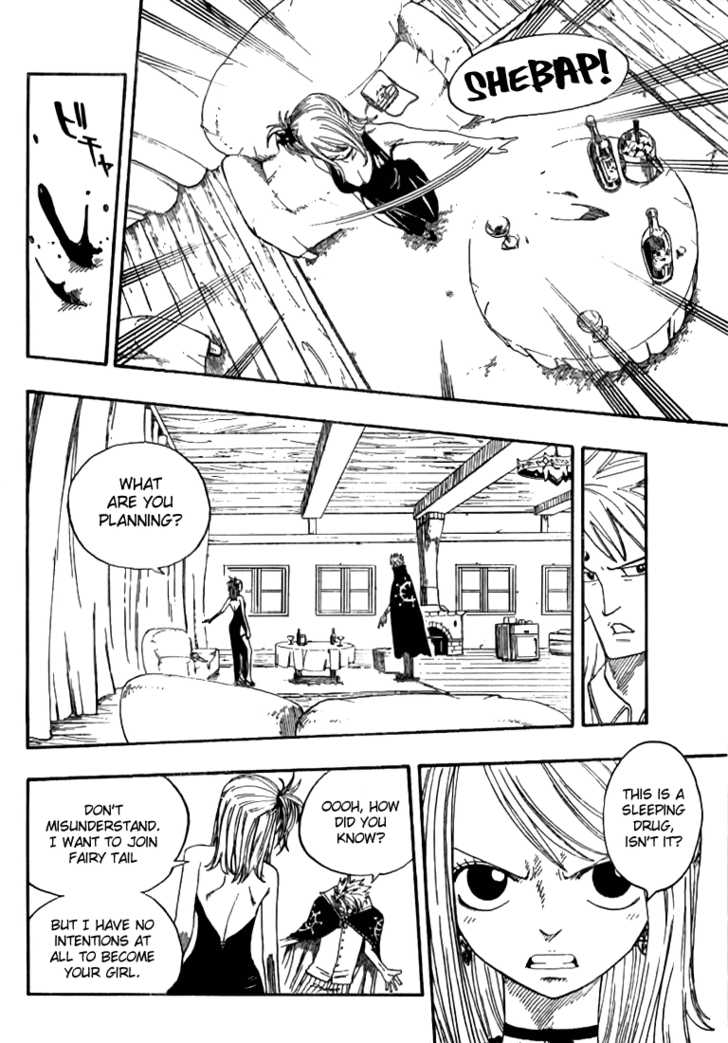 SHEBAP!
ビチャ
WHAT
ARE YOU
PLANNING?
THIS IS A
SLEEPING
DRUG,
ISN'T IT?
OOOH, HOW
DID YOU
KNOW?
DON'T
MISUNDERSTAND.
I WANT TO JOIN
FAIRY TAIL
BUT I HAVE NO
INTENTIONS AT
ALL TO BECOME
YOUR GIRL.